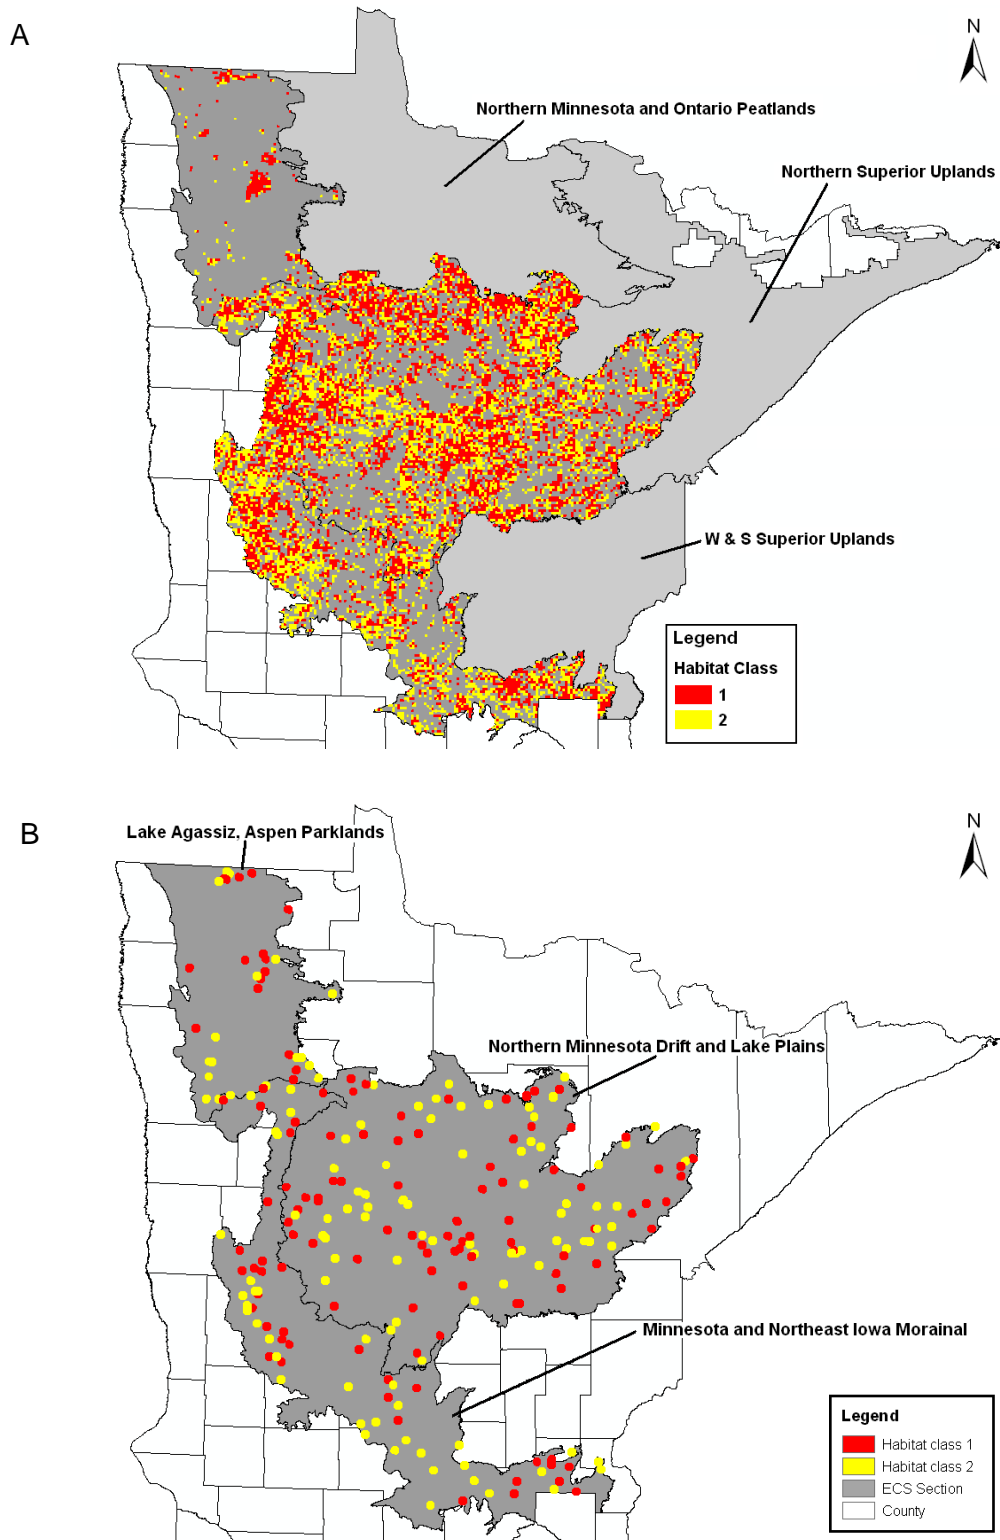 A
N
Northern Minnesota and Ontario Peatlands
Northern Superior Uplands
W & S Superior Uplands
Legend
Habitat Class
1
2
B
Lake Agassiz, Aspen Parklands
N
Northern Minnesota Drift and Lake Plains
Minnesota and Northeast Iowa Morainal
Legend
Habitat class 1
Habitat class 2
ECS Section
County